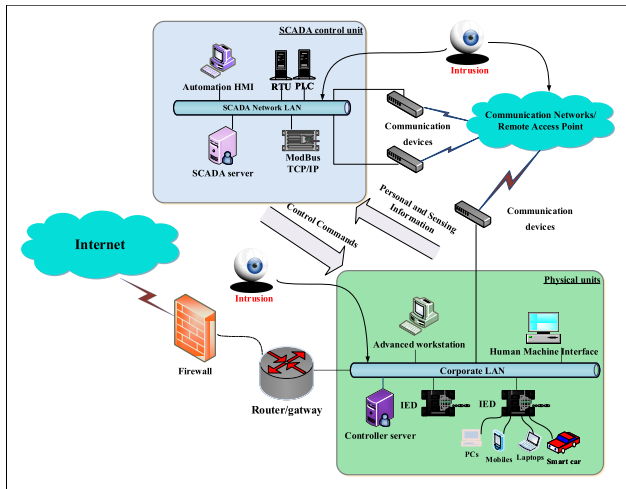 SCADA control unit
Automation HMI
RTU
PLC
Intrusion
SCADA Network LAN
Communication
devices
Communication Networks/
Remote Access Point
SCADA server
ModBus
TCP/IP
Personal and Sensing
Information
Control Commands
Communication
devices
Internet
Intrusion
Physical units
Firewall
Advanced workstation
Human Machine Interface
Corporate LAN
Router/gatway
IED
IED
Controller server
PCs
Mobiles
Laptops
Smart car